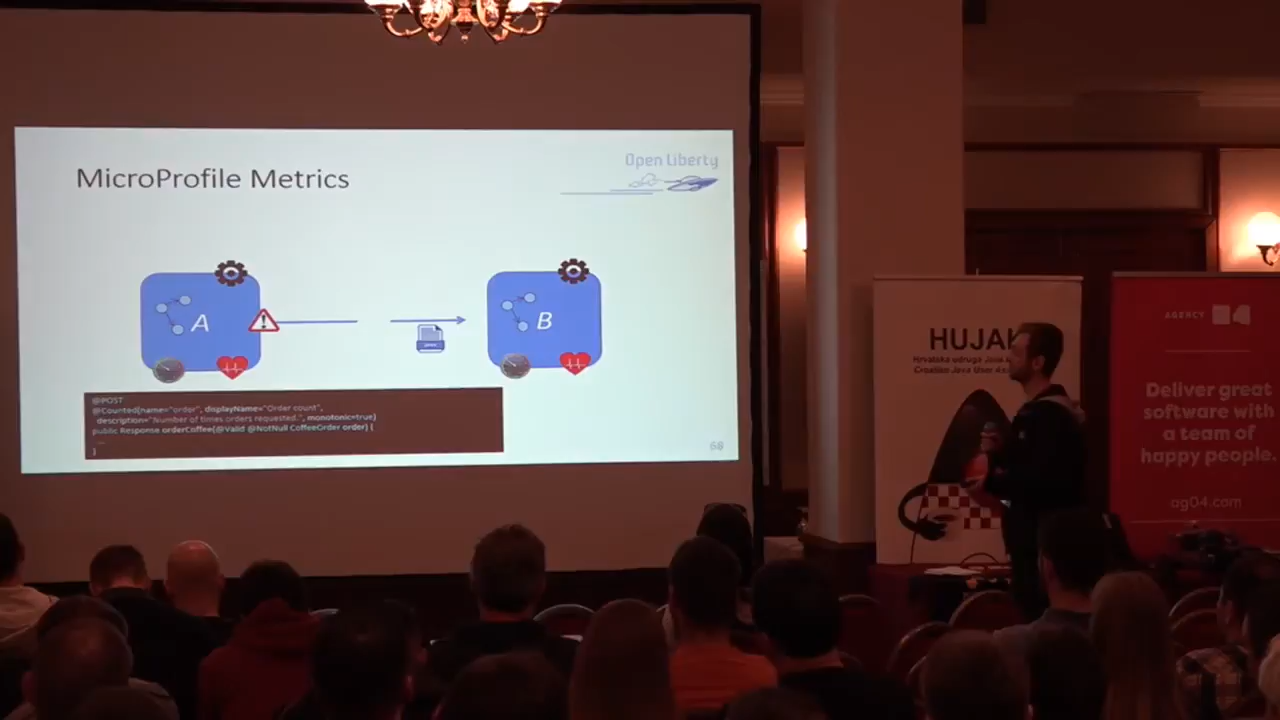 MicroProfile Metrics
Open Liberty
A
B
@POST
@Counted(name="order", displayName="Order count",
description="Number of times orders requested.", monotonic=true)
public Response orderCoffee(@Valid @NotNull CoffeeOrder order) {
...
}
68
HUJAK
Hrvatska udruga Java
Croatian Java User
AGENCY 04
Deliver great
software with
a team of
happy people.
ag04.com